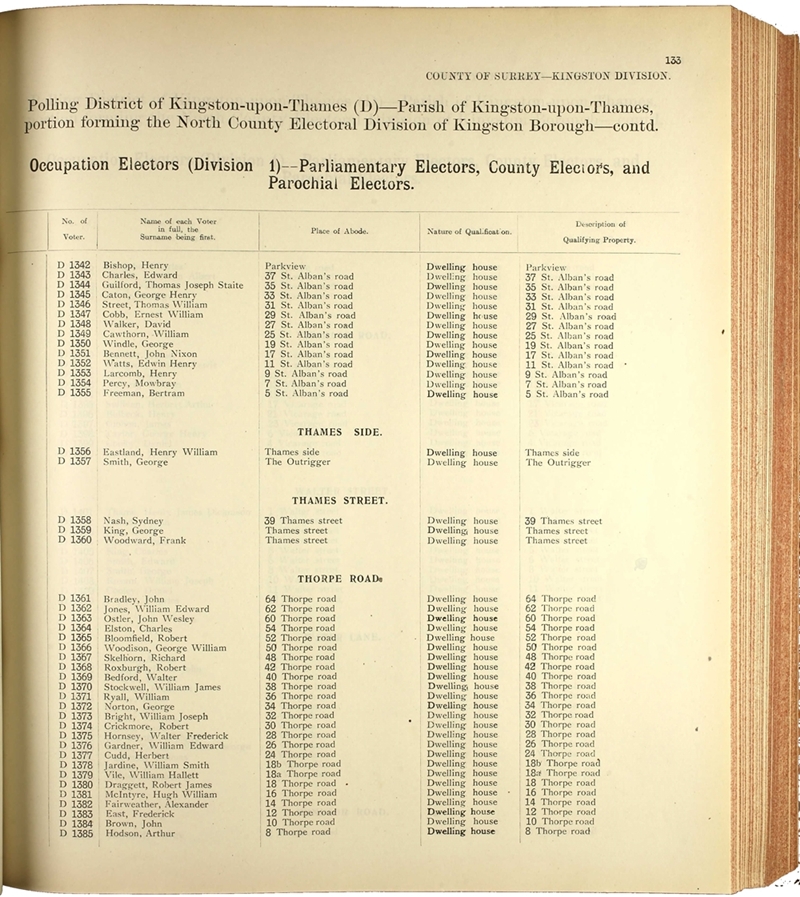 133
COUNTY OF SURREY—KINGSTON DIVISION.
Polling District of Kingston-upon-Thames (D)—Parish of Kingston-upon-Thames,
portion forming the North County Electoral Division of Kingston Borough—contd.
Occupation Electors (Division 1)—Parliamentary Electors, County Electors, and
Parochial Electors.
No. of Voter. Name of each Voter in full, the Surname being first. Place of Abode. Nature of Qualification. Description of Qualifying Property.
D 1342 Bishop, Henry Parkview Dwelling house Parkview
D 1343 Charles, Edward 37 St. Alban's road Dwelling house 37 St. Alban's road
D 1344 Guilford, Thomas Joseph Staite 35 St. Alban's road Dwelling house 35 St. Alban's road
D 1345 Caton, George Henry 33 St. Alban's road Dwelling house 33 St. Alban's road
D 1346 Street, Thomas William 31 St. Alban's road Dwelling house 31 St. Alban's road
D 1347 Cobb, Ernest William 29 St. Alban's road Dwelling house 29 St. Alban's road
D 1348 Walker, David 27 St. Alban's road Dwelling house 27 St. Alban's road
D 1349 Cawthorn, William 25 St. Alban's road Dwelling house 25 St. Alban's road
D 1350 Windle, George 19 St. Alban's road Dwelling house 19 St. Alban's road
D 1351 Bennett, John Nixon 17 St. Alban's road Dwelling house 17 St. Alban's road
D 1352 Watts, Edwin Henry 11 St. Alban's road Dwelling house 11 St. Alban's road
D 1353 Larcomb, Henry 9 St. Alban's road Dwelling house 9 St. Alban's road
D 1354 Percy, Mowbray 7 St. Alban's road Dwelling house 7 St. Alban's road
D 1355 Freeman, Bertram 5 St. Alban's road Dwelling house 5 St. Alban's road
THAMES SIDE.
D 1356 Eastland, Henry William Thames side Dwelling house Thames side
D 1357 Smith, George The Outrigger Dwelling house The Outrigger
THAMES STREET.
D 1358 Nash, Sydney 39 Thames street Dwelling house 39 Thames street
D 1359 King, George Thames street Dwelling house Thames street
D 1360 Woodward, Frank Thames street Dwelling house Thames street
THORPE ROAD.
D 1361 Bradley, John 64 Thorpe road Dwelling house 64 Thorpe road
D 1362 Jones, William Edward 62 Thorpe road Dwelling house 62 Thorpe road
D 1363 Ostler, John Wesley 60 Thorpe road Dwelling house 60 Thorpe road
D 1364 Elston, Charles 54 Thorpe road Dwelling house 54 Thorpe road
D 1365 Bloomfield, Robert 52 Thorpe road Dwelling house 52 Thorpe road
D 1366 Woodison, George William 50 Thorpe road Dwelling house 50 Thorpe road
D 1367 Skelhorn, Richard 48 Thorpe road Dwelling house 48 Thorpe road
D 1368 Roxburgh, Robert 42 Thorpe road Dwelling house 42 Thorpe road
D 1369 Bedford, Walter 40 Thorpe road Dwelling house 40 Thorpe road
D 1370 Stockwell, William James 38 Thorpe road Dwelling house 38 Thorpe road
D 1371 Ryall, William 36 Thorpe road Dwelling house 36 Thorpe road
D 1372 Norton, George 34 Thorpe road Dwelling house 34 Thorpe road
D 1373 Bright, William Joseph 32 Thorpe road Dwelling house 32 Thorpe road
D 1374 Crickmore, Robert 30 Thorpe road Dwelling house 30 Thorpe road
D 1375 Hornsey, Walter Frederick 28 Thorpe road Dwelling house 28 Thorpe road
D 1376 Gardner, William Edward 26 Thorpe road Dwelling house 26 Thorpe road
D 1377 Cudd, Herbert 24 Thorpe road Dwelling house 24 Thorpe road
D 1378 Jardine, William Smith 18b Thorpe road Dwelling house 18b Thorpe road
D 1379 Vile, William Hallett 18a Thorpe road Dwelling house 18a Thorpe road
D 1380 Draggett, Robert James 18 Thorpe road Dwelling house 18 Thorpe road
D 1381 McIntyre, Hugh William 16 Thorpe road Dwelling house 16 Thorpe road
D 1382 Fairweather, Alexander 14 Thorpe road Dwelling house 14 Thorpe road
D 1383 East, Frederick 12 Thorpe road Dwelling house 12 Thorpe road
D 1384 Brown, John 10 Thorpe road Dwelling house 10 Thorpe road
D 1385 Hodson, Arthur 8 Thorpe road Dwelling house 8 Thorpe road